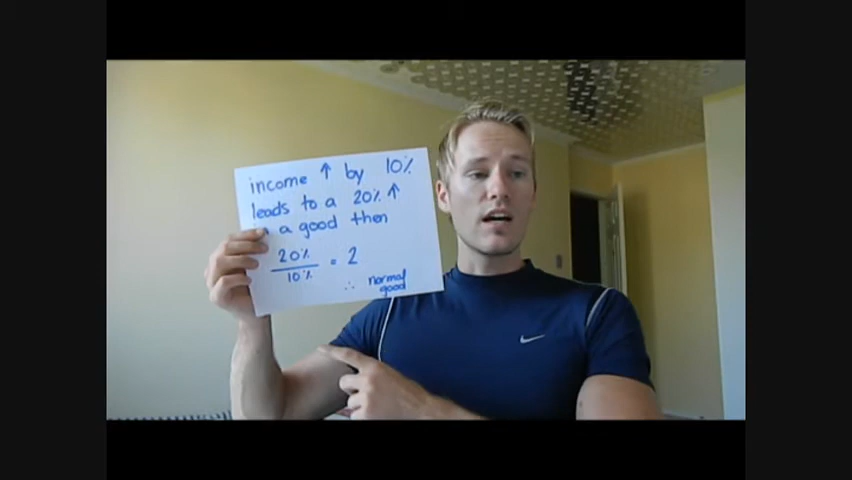 income ↑ by 10%
leads to a 20% ↑
a good then
20%
10%
= 2
∴ normal
good